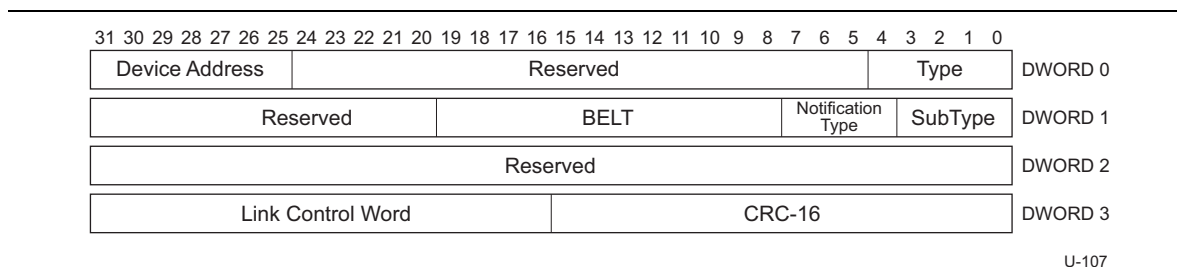 31 30 29 28 27 26 25 24 23 22 21 20 19 18 17 16 15 14 13 12 11 10 9 8 7 6 5 4 3 2 1 0
Device Address Reserved Type DWORD 0
Reserved BELT Notification Type SubType DWORD 1
Reserved DWORD 2
Link Control Word CRC-16 DWORD 3
U-107